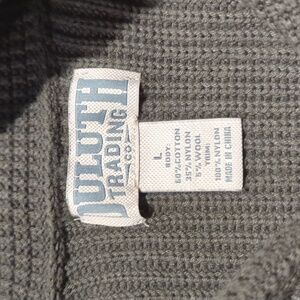 DULUTH
TRADING
CO
L
BODY:
60% COTTON
35% NYLON
5% WOOL
TRIM:
100% NYLON
MADE IN CHINA